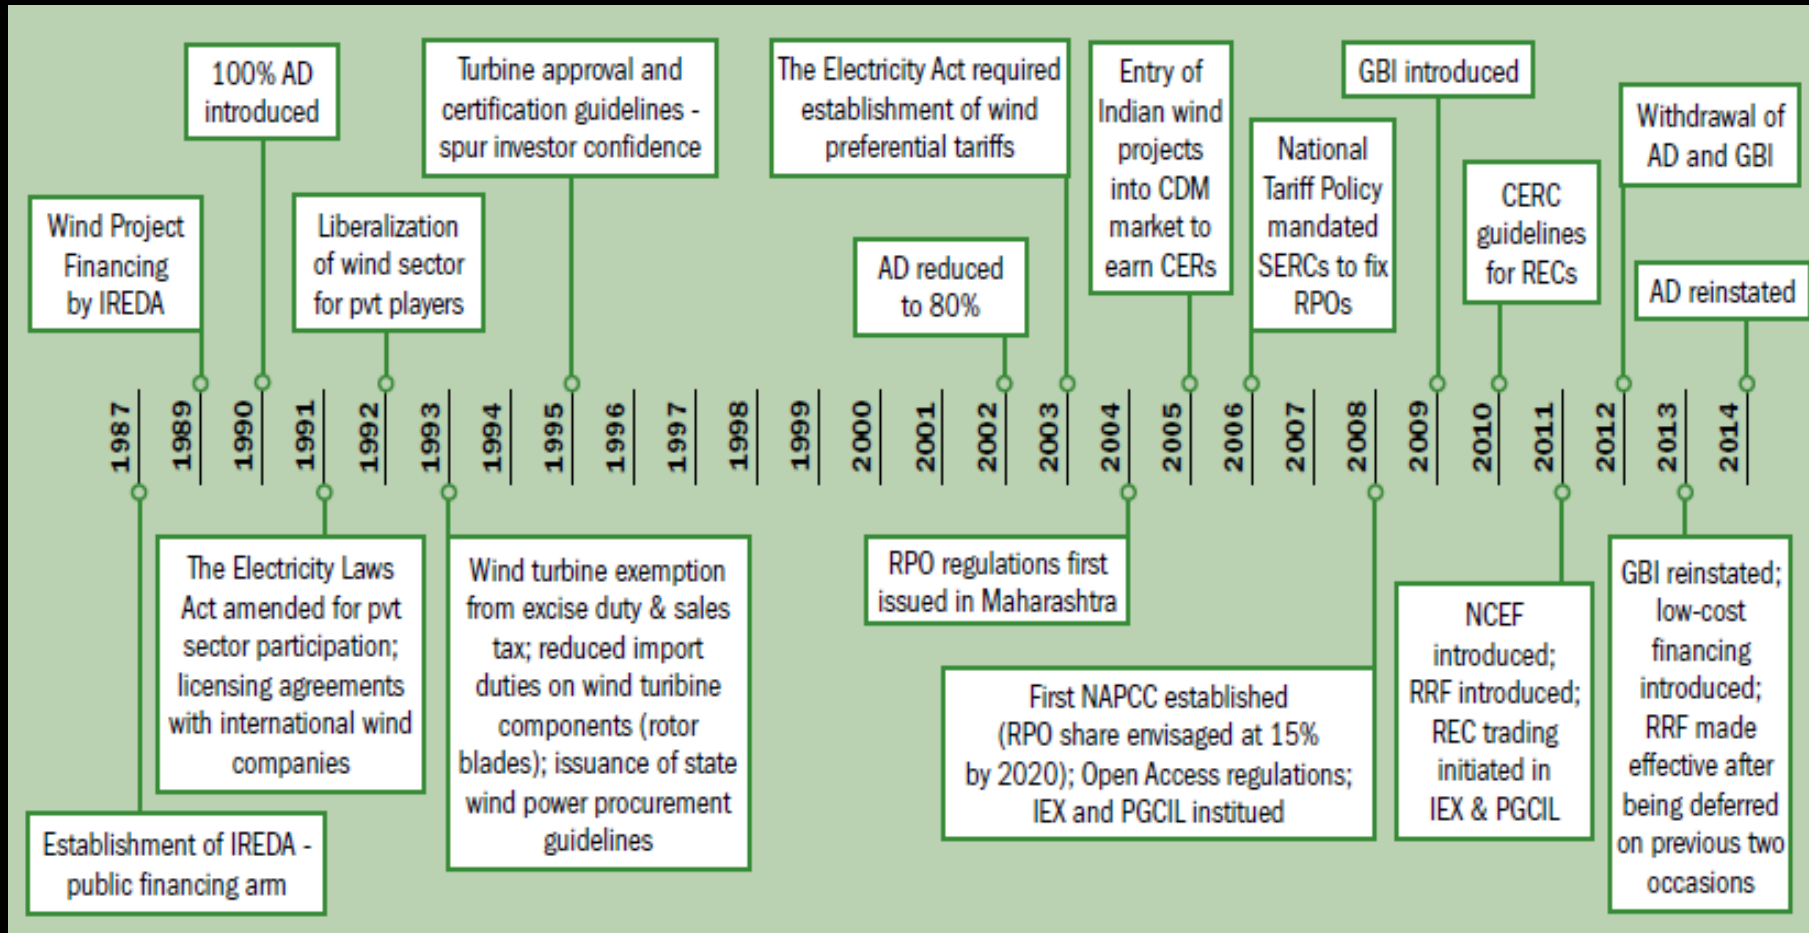 100% AD
introduced
Turbine approval and
certification guidelines -
spur investor confidence
The Electricity Act required
establishment of wind
preferential tariffs
Entry of
Indian wind
projects
into CDM
market to
earn CERs
GBI introduced
Withdrawal of
AD and GBI
Wind Project
Financing
by IREDA
Liberalization
of wind sector
for pvt players
AD reduced
to 80%
National
Tariff Policy
mandated
SERCs to fix
RPOs
CERC
guidelines
for RECs
AD reinstated
1987
1989
1990
1991
1992
1993
1994
1995
1996
1997
1998
1999
2000
2001
2002
2003
2004
2005
2006
2007
2008
2009
2010
2011
2012
2013
2014
The Electricity Laws
Act amended for pvt
sector participation;
licensing agreements
with international wind
companies
Wind turbine exemption
from excise duty & sales
tax; reduced import
duties on wind turibine
components (rotor
blades); issuance of state
wind power procurement
guidelines
RPO regulations first
issued in Maharashtra
First NAPCC established
(RPO share envisaged at 15%
by 2020); Open Access regulations;
IEX and PGCIL institued
NCEF
introduced;
RRF introduced;
REC trading
initiated in
IEX & PGCIL
GBI reinstated;
low-cost
financing
introduced;
RRF made
effective after
being deferred
on previous two
occasions
Establishment of IREDA -
public financing arm